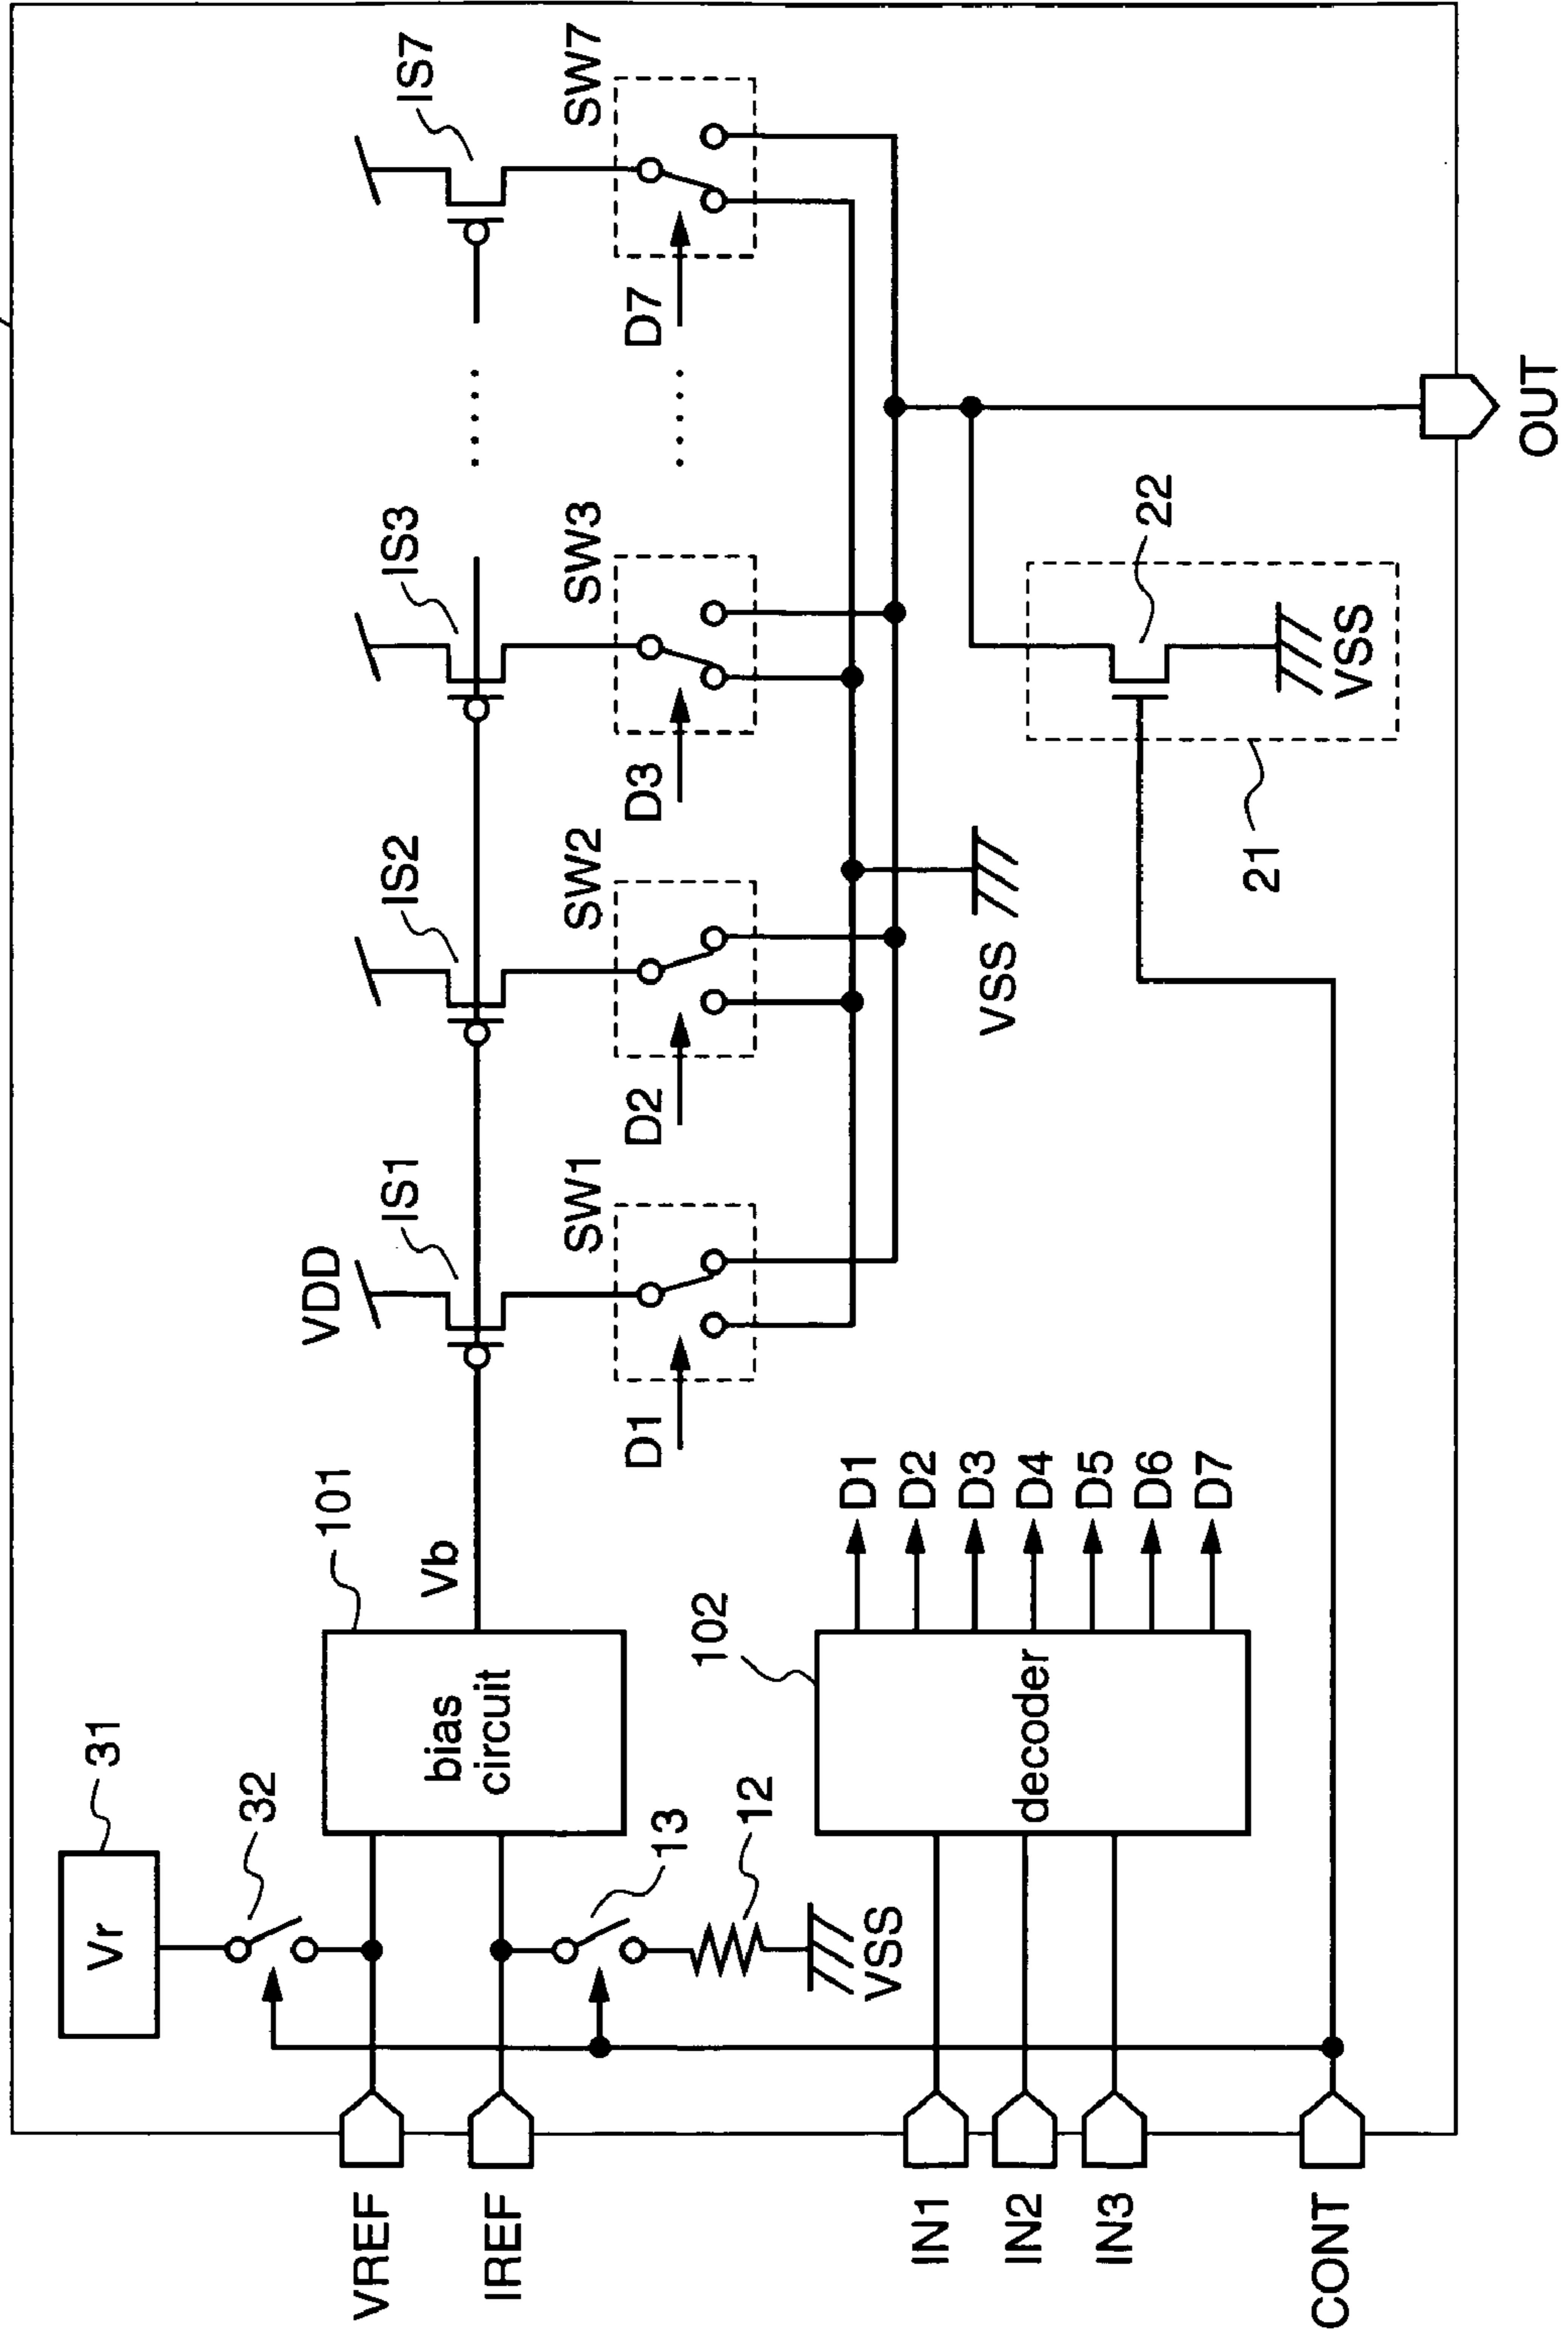 Vr
31
32
VREF
IREF
bias
circuit
101
Vb
13
12
VSS
VDD
IS1
IS2
IS3
IS7
SW1
SW2
SW3
SW7
D1
D2
D3
D7
VSS
102
decoder
D1
D2
D3
D4
D5
D6
D7
IN1
IN2
IN3
CONT
21
22
VSS
OUT